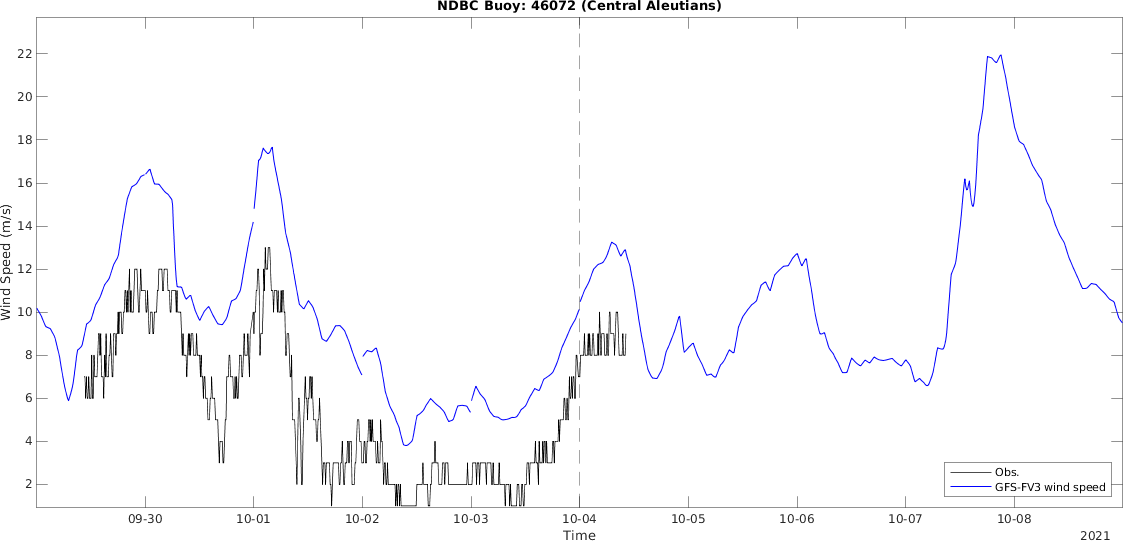 NDBC Buoy: 46072 (Central Aleutians)
Wind Speed (m/s)
22
20
18
16
14
12
10
8
6
4
2
Obs.
GFS-FV3 wind speed
09-30 10-01 10-02 10-03 10-04 10-05 10-06 10-07 10-08
Time
2021